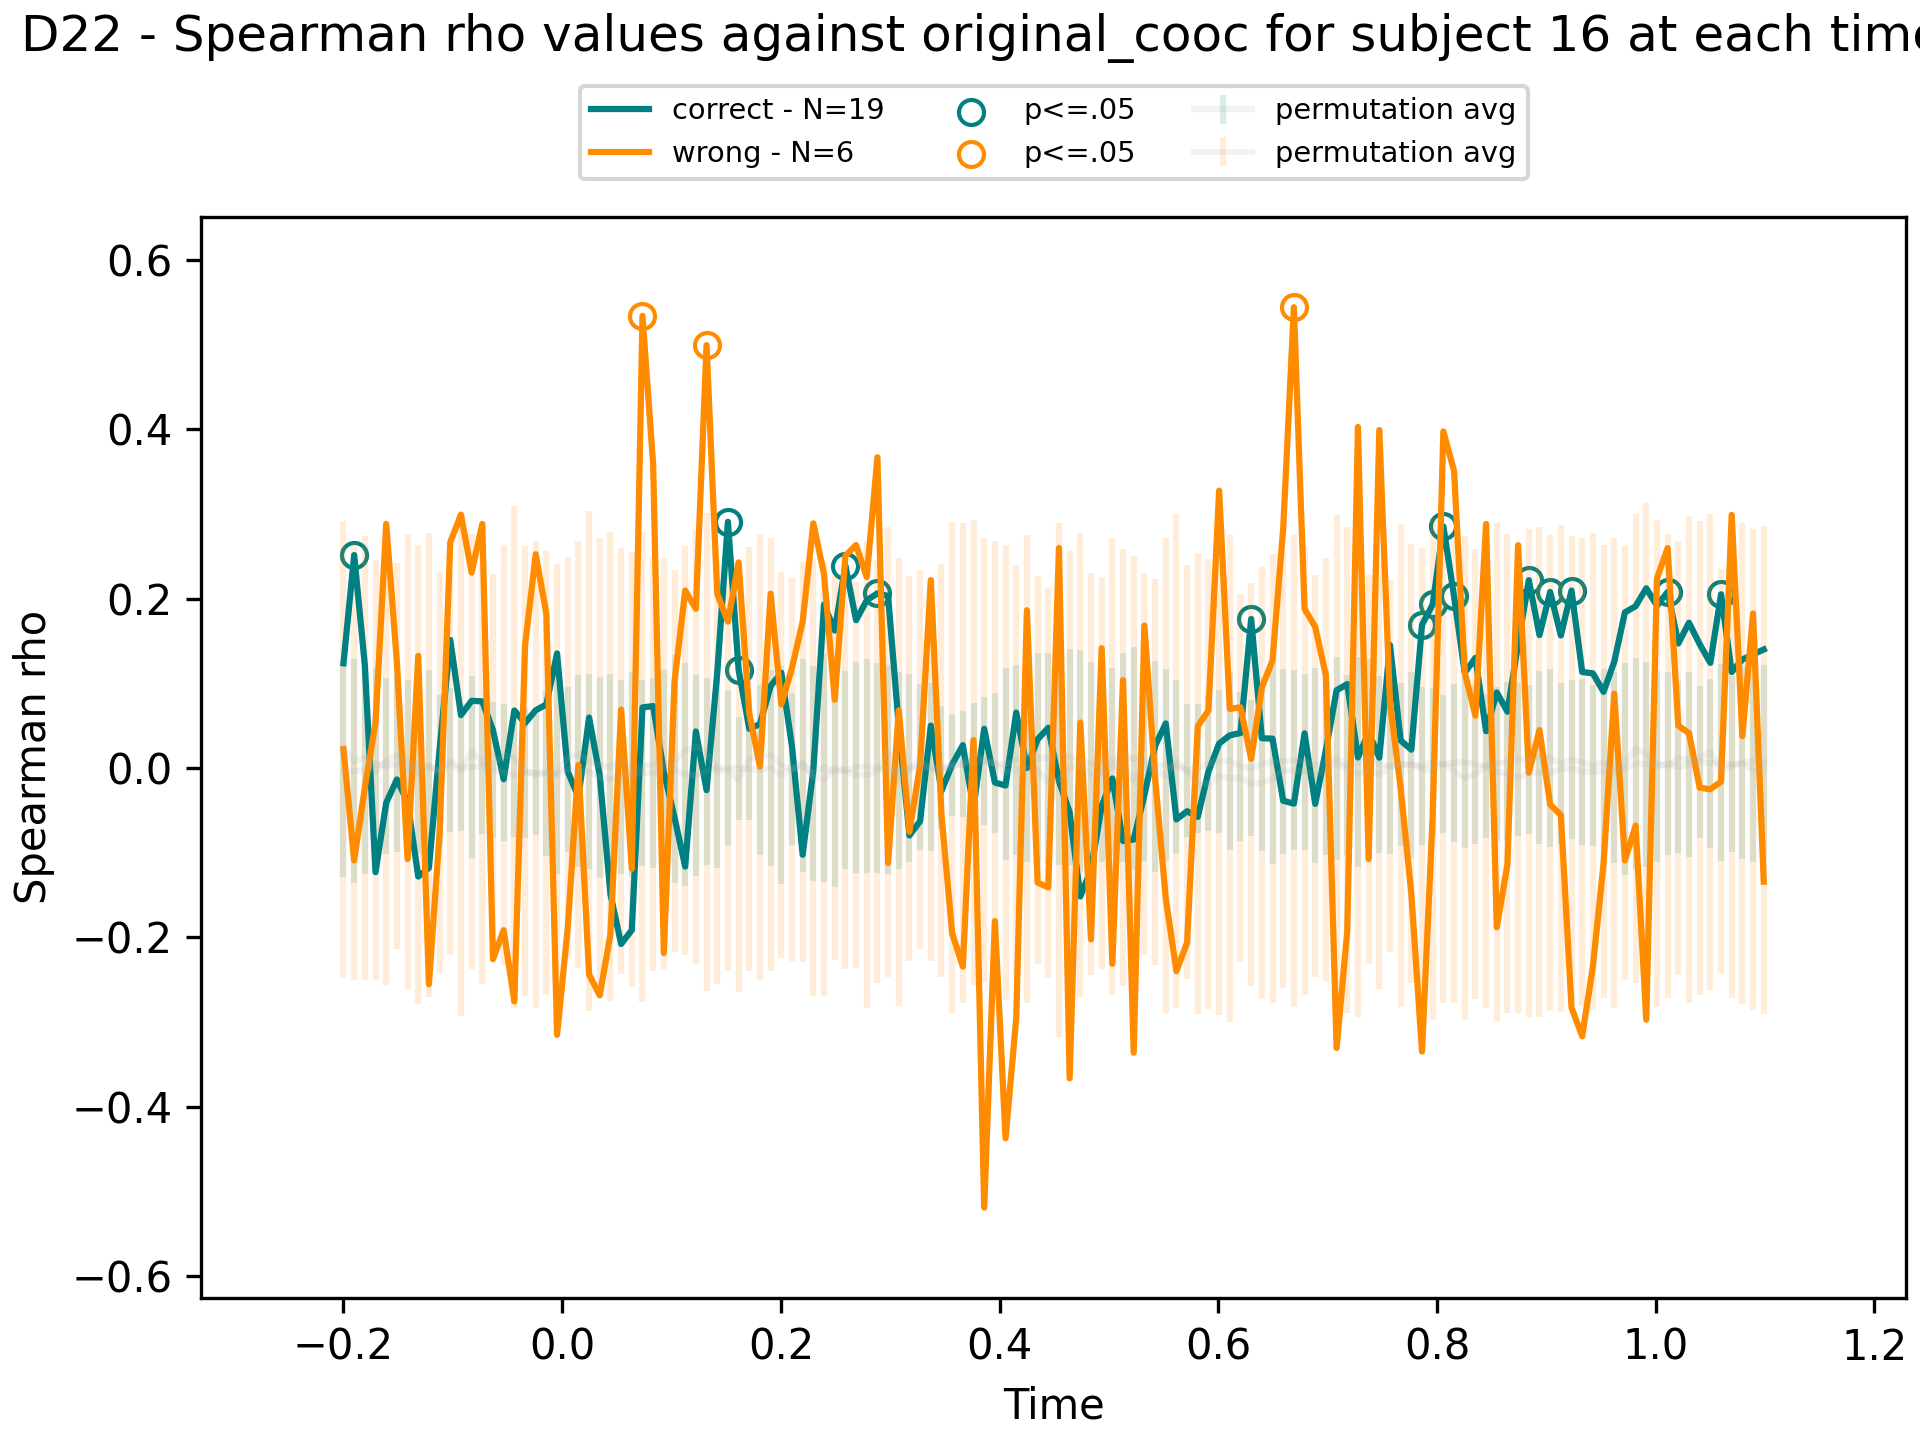 D22 - Spearman rho values against original_cooc for subject 16 at each time
correct - N=19
wrong - N=6
p<=.05
p<=.05
permutation avg
permutation avg
0.6
0.4
0.2
0.0
−0.2
−0.4
−0.6
Spearman rho
−0.2
0.0
0.2
0.4
0.6
0.8
1.0
1.2
Time